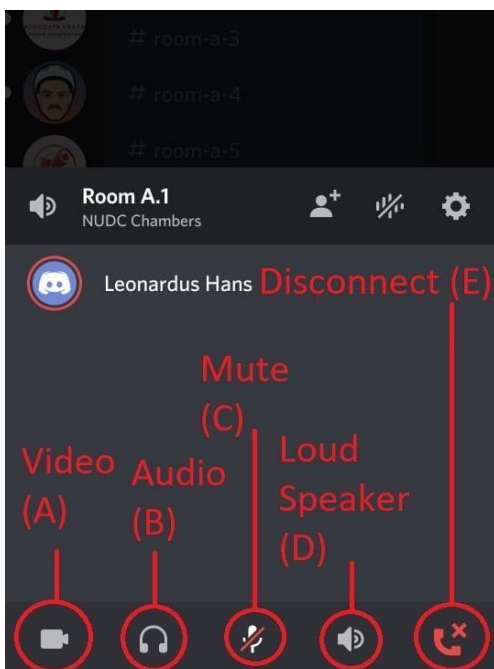 # room-a-3
# room-a-4
# room-a-5
Room A.1
NUDC Chambers
Leonardus Hans
Disconnect (E)
Mute
(C)
Loud
Speaker
(D)
Video
(A)
Audio
(B)